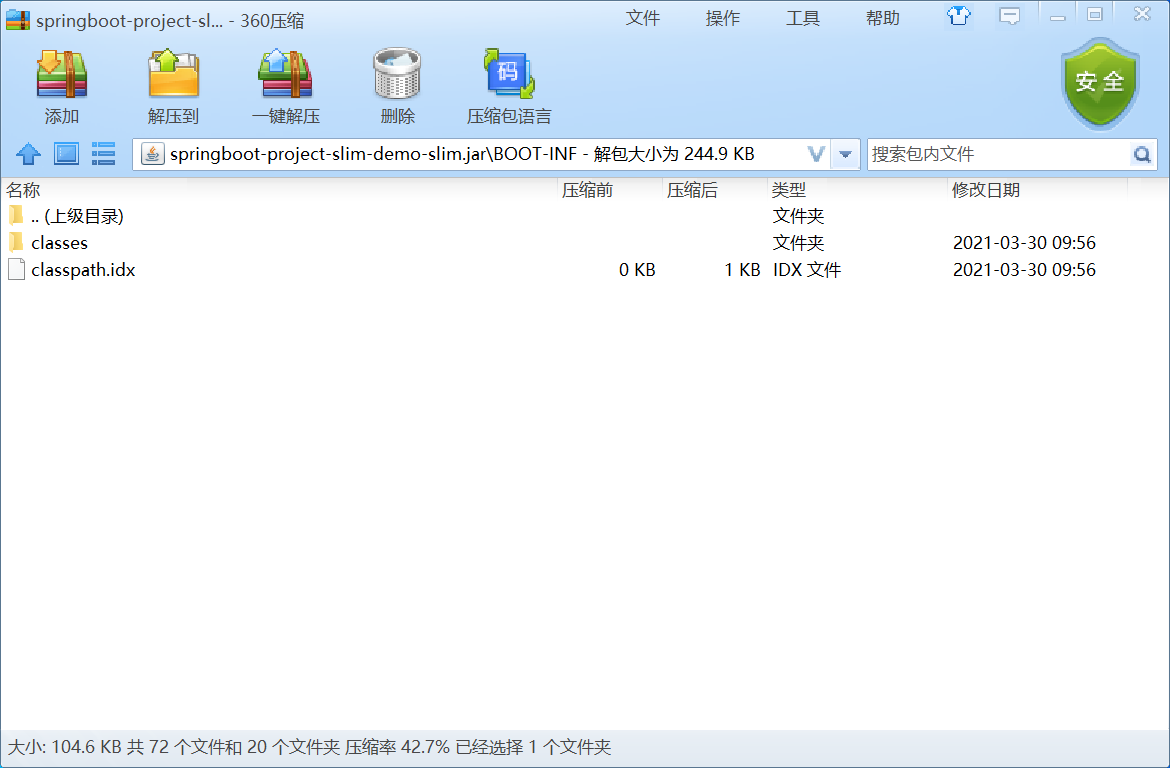 springboot-project-sl... - 360压缩
文件 操作 工具 帮助
添加 解压到 一键解压 删除 压缩包语言
码
安全
springboot-project-slim-demo-slim.jar\BOOT-INF - 解包大小为 244.9 KB
搜索包内文件
名称 压缩前 压缩后 类型 修改日期
.. (上级目录) 文件夹
classes 文件夹 2021-03-30 09:56
classpath.idx 0 KB 1 KB IDX 文件 2021-03-30 09:56
大小: 104.6 KB 共 72 个文件和 20 个文件夹 压缩率 42.7% 已经选择 1 个文件夹